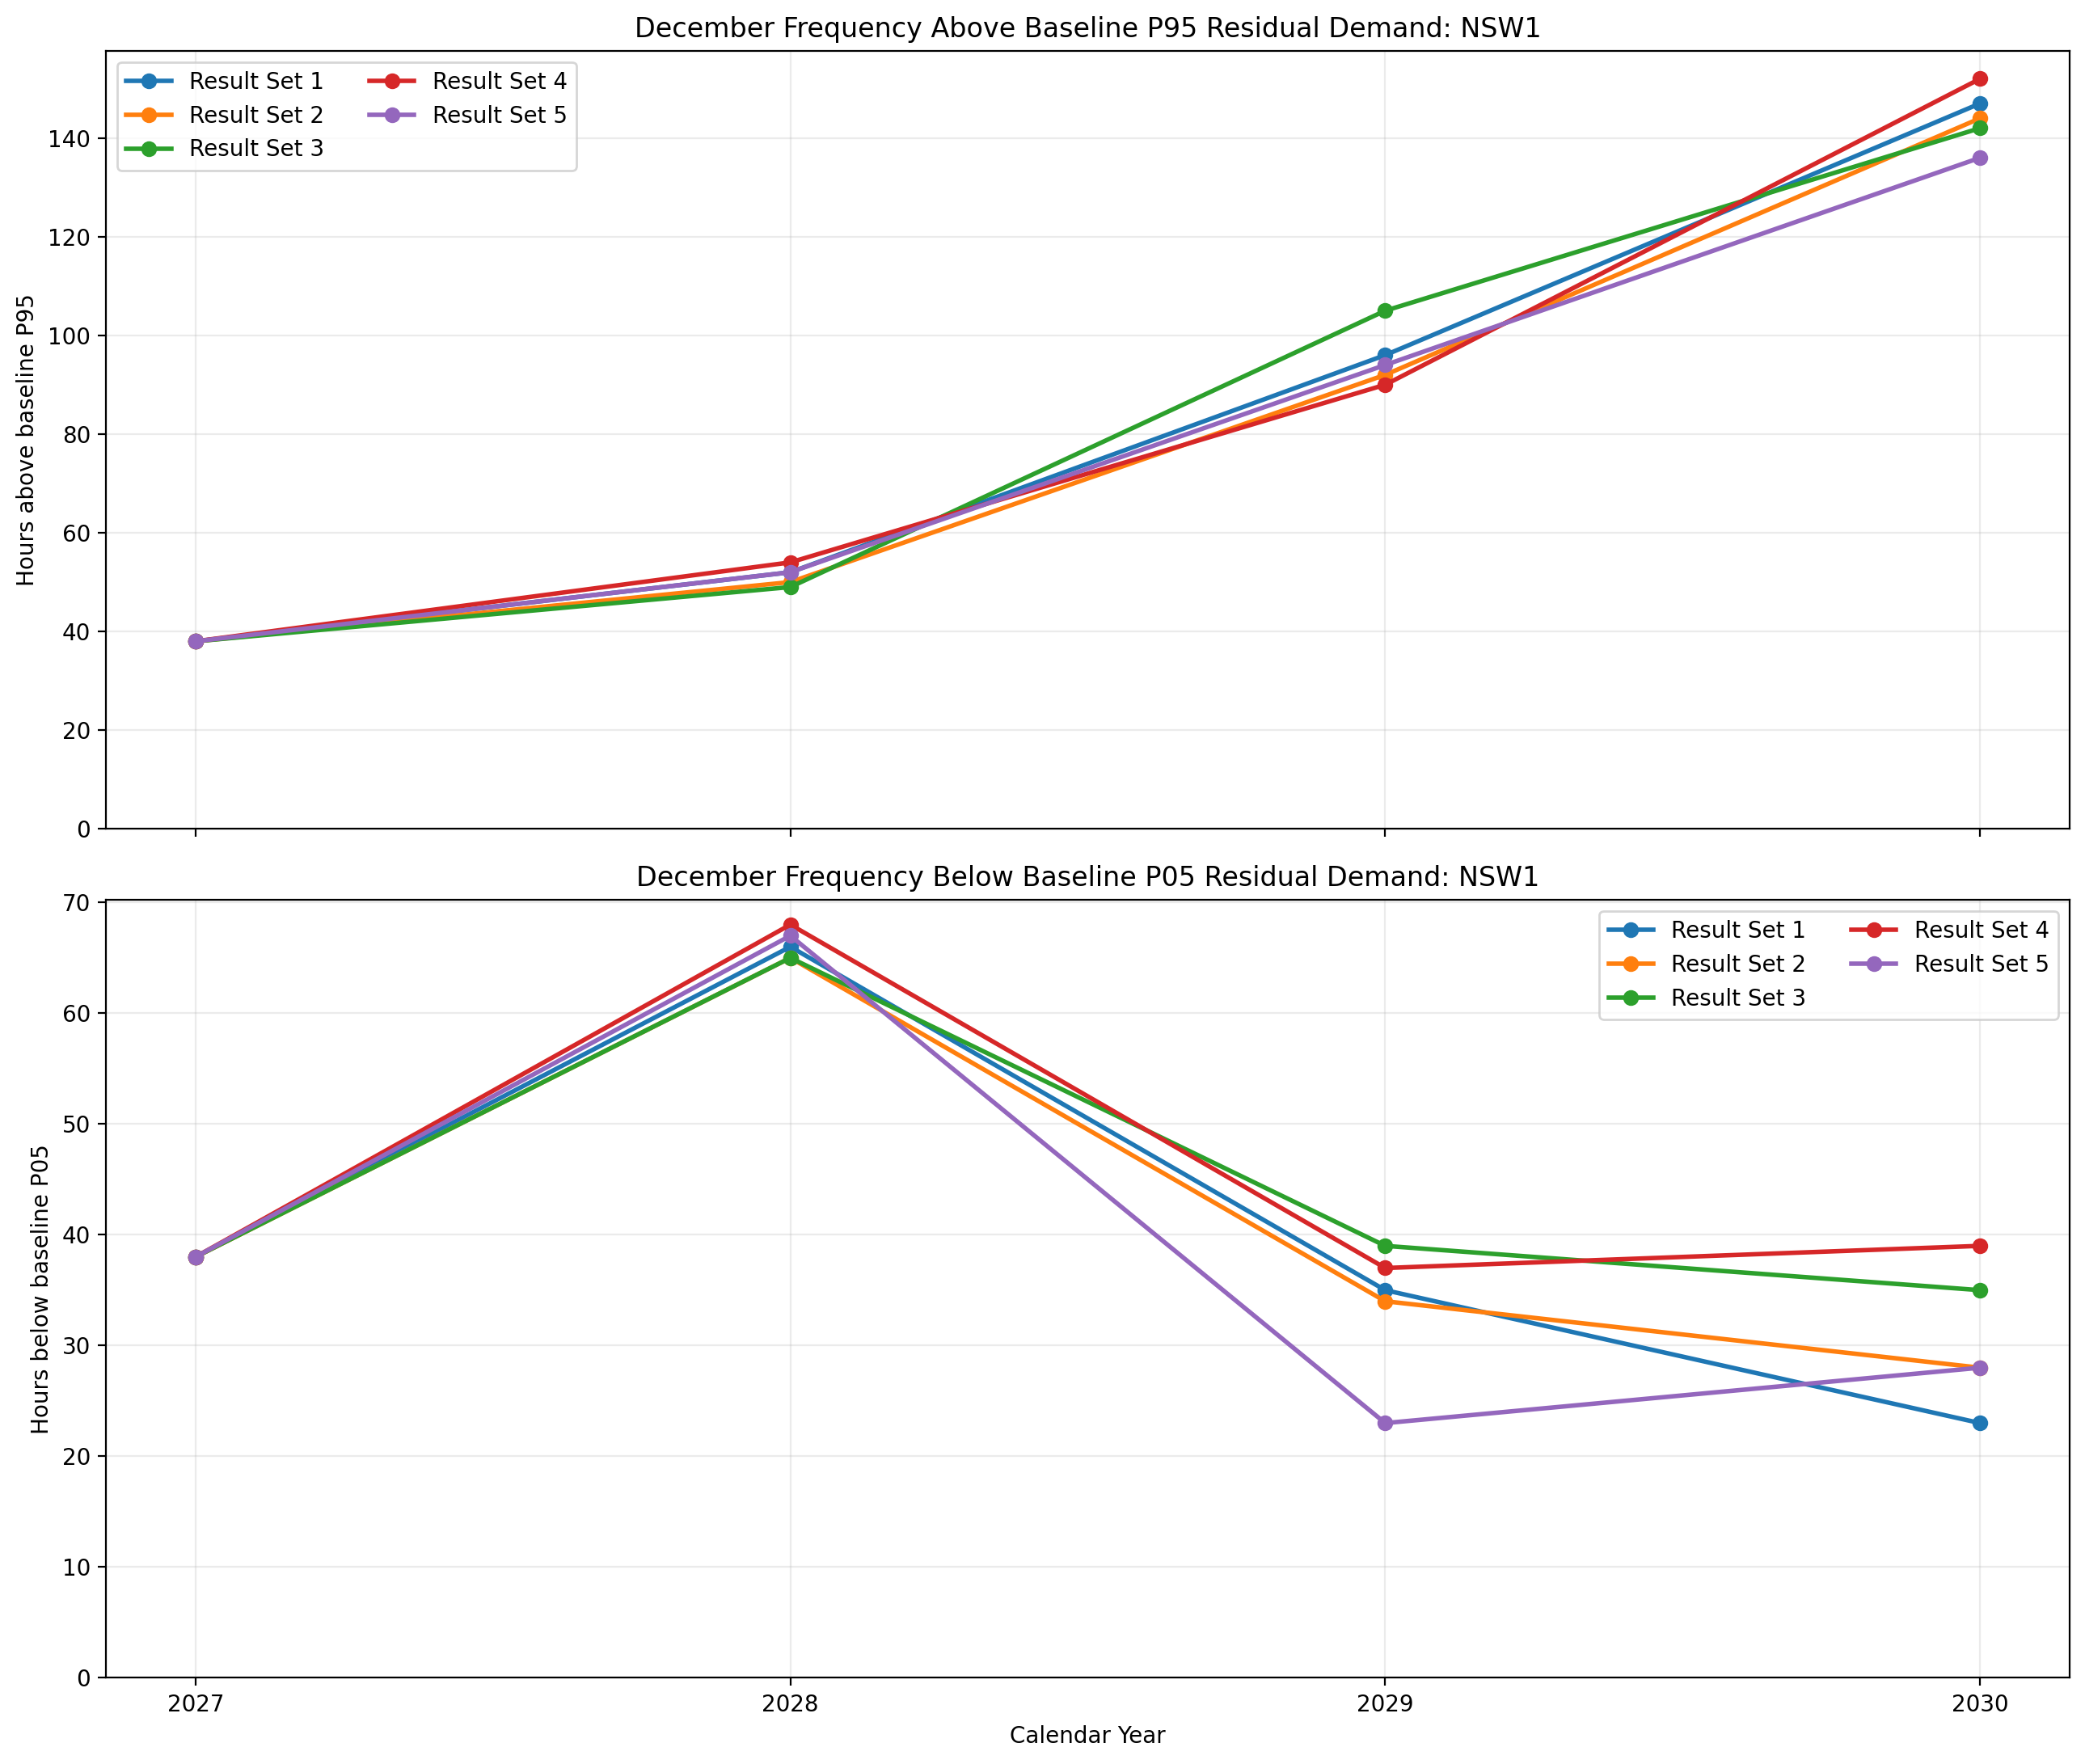 December Frequency Above Baseline P95 Residual Demand: NSW1
Result Set 1
Result Set 2
Result Set 3
Result Set 4
Result Set 5
Hours above baseline P95
140
120
100
80
60
40
20
0
December Frequency Below Baseline P05 Residual Demand: NSW1
Result Set 1
Result Set 2
Result Set 3
Result Set 4
Result Set 5
Hours below baseline P05
70
60
50
40
30
20
10
0
2027 2028 2029 2030
Calendar Year